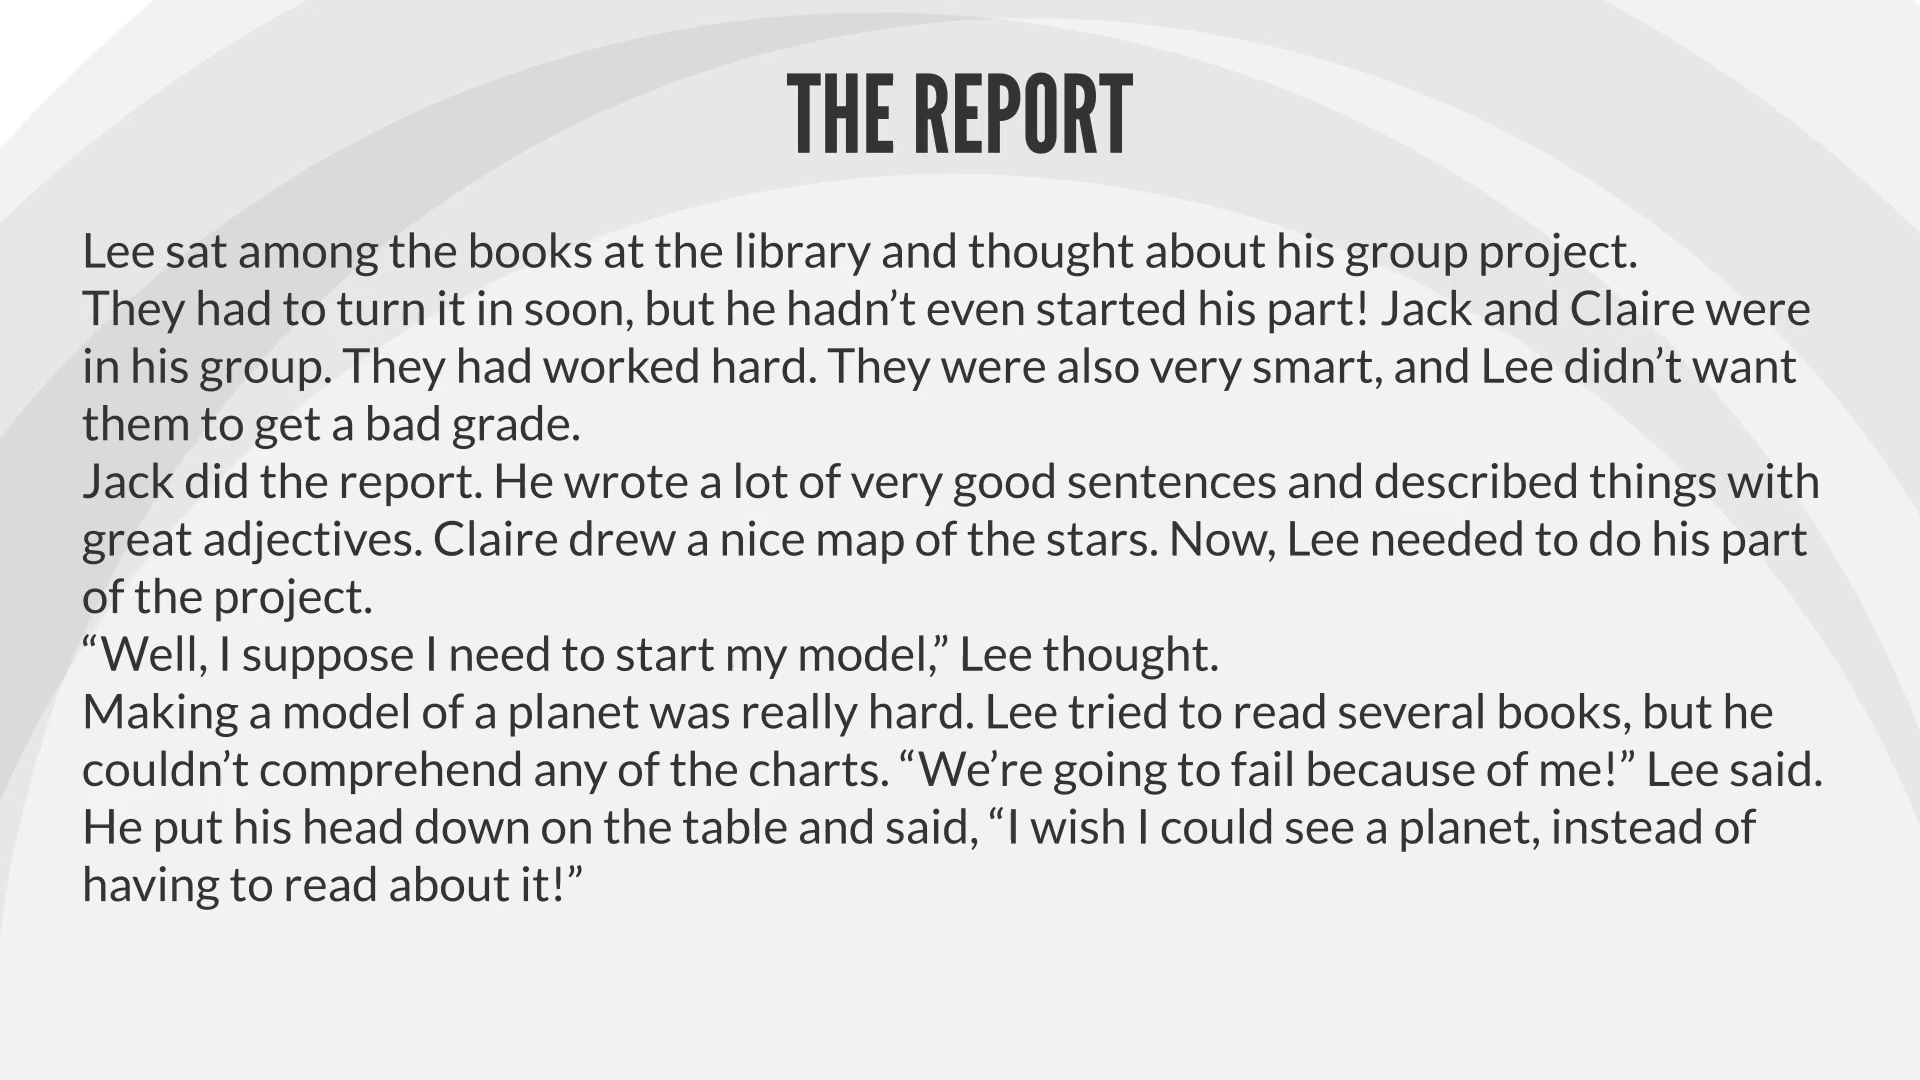 THE REPORT
Lee sat among the books at the library and thought about his group project.
They had to turn it in soon, but he hadn’t even started his part! Jack and Claire were
in his group. They had worked hard. They were also very smart, and Lee didn’t want
them to get a bad grade.
Jack did the report. He wrote a lot of very good sentences and described things with
great adjectives. Claire drew a nice map of the stars. Now, Lee needed to do his part
of the project.
“Well, I suppose I need to start my model,” Lee thought.
Making a model of a planet was really hard. Lee tried to read several books, but he
couldn’t comprehend any of the charts. “We’re going to fail because of me!” Lee said.
He put his head down on the table and said, “I wish I could see a planet, instead of
having to read about it!”